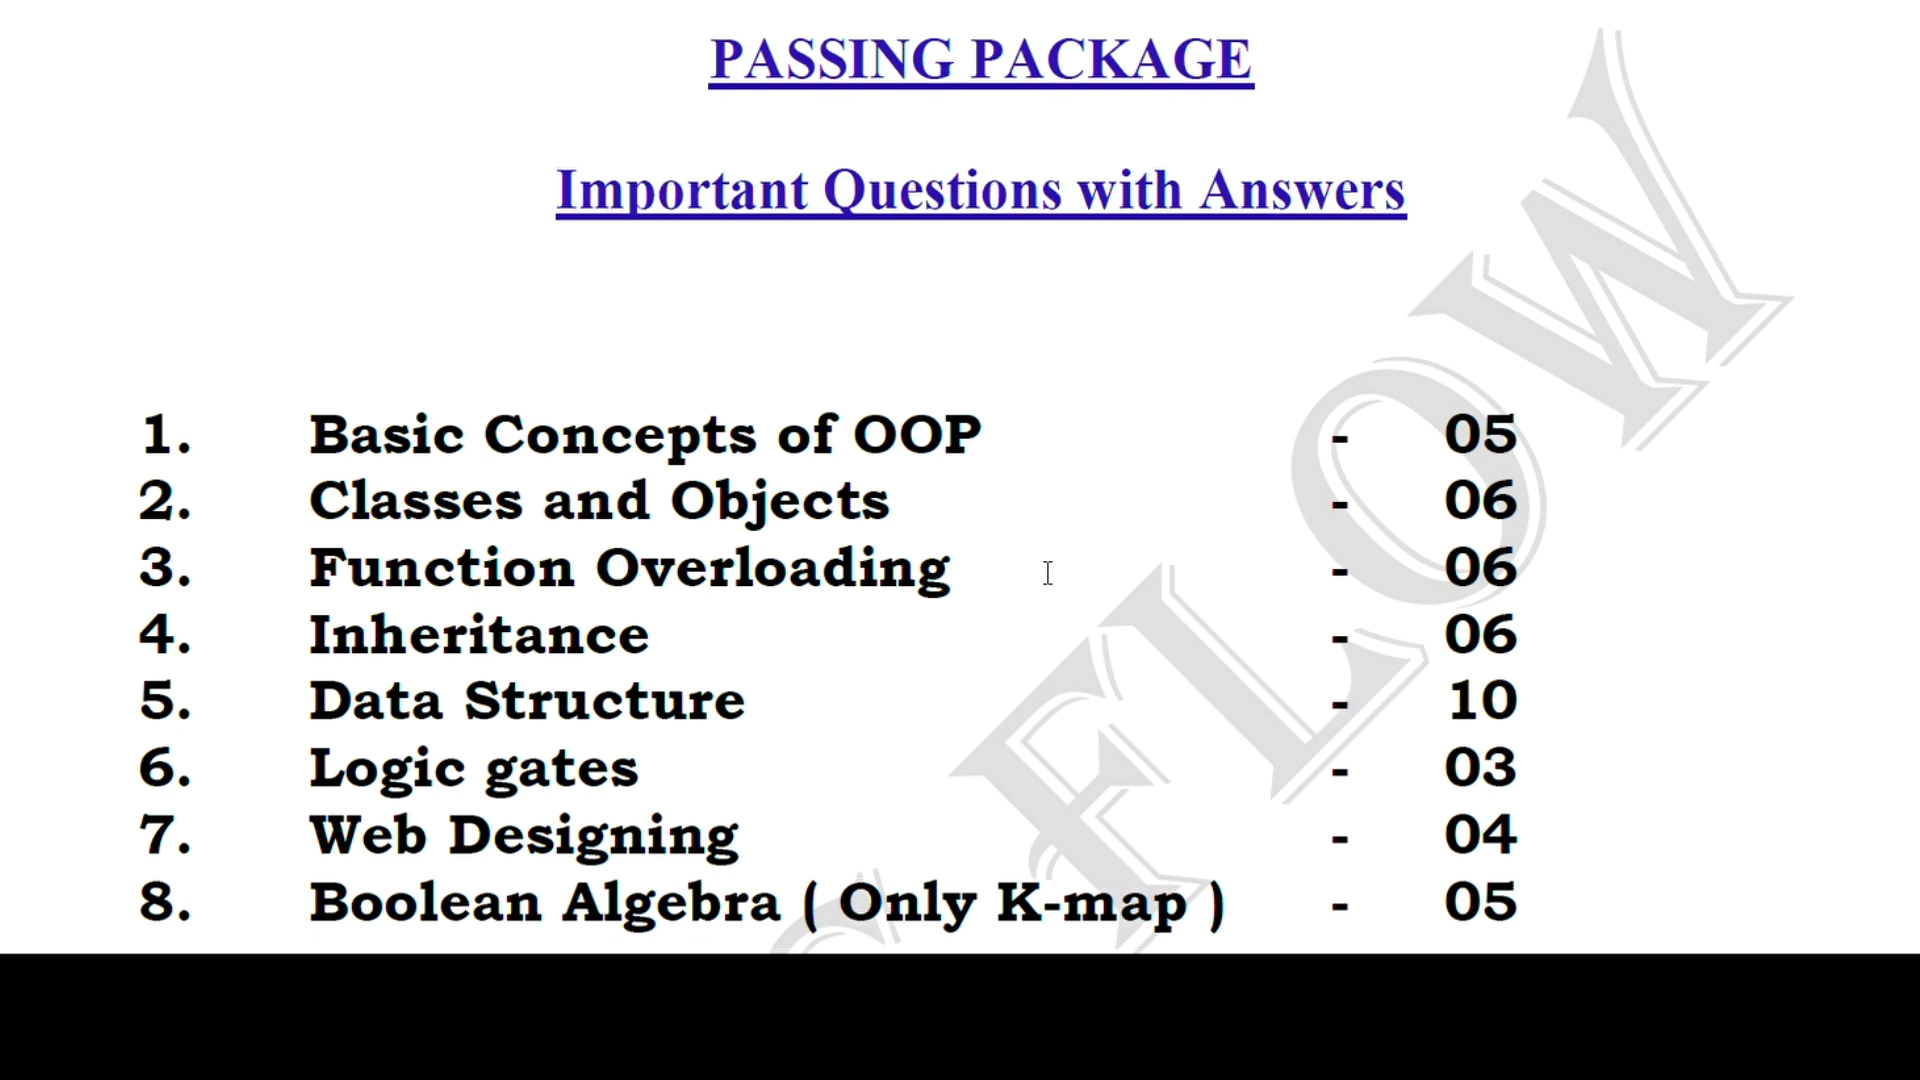 PASSING PACKAGE
Important Questions with Answers
1. Basic Concepts of OOP - 05
2. Classes and Objects - 06
3. Function Overloading - 06
4. Inheritance - 06
5. Data Structure - 10
6. Logic gates - 03
7. Web Designing - 04
8. Boolean Algebra ( Only K-map ) - 05
FLOW